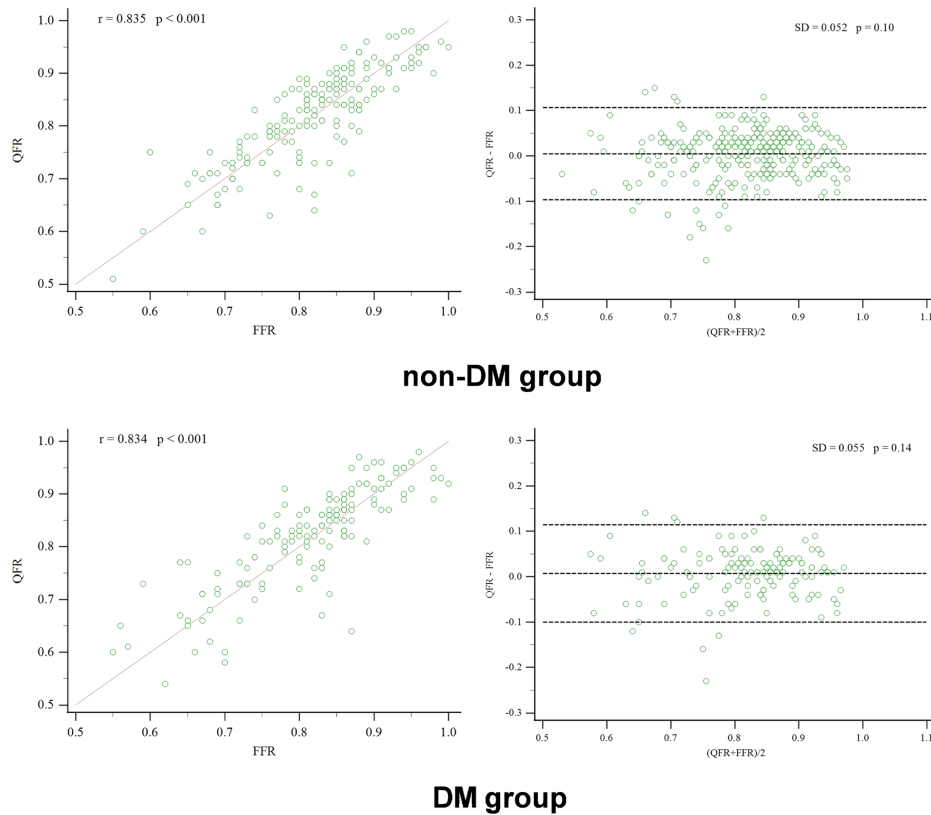 r = 0.835 p < 0.001
1.0
0.9
0.8
0.7
0.6
0.5
QFR
0.5 0.6 0.7 0.8 0.9 1.0
FFR
SD = 0.052 p = 0.10
0.3
0.2
0.1
0.0
-0.1
-0.2
-0.3
QFR - FFR
0.5 0.6 0.7 0.8 0.9 1.0 1.1
(QFR+FFR)/2
non-DM group
r = 0.834 p < 0.001
1.0
0.9
0.8
0.7
0.6
0.5
QFR
0.5 0.6 0.7 0.8 0.9 1.0
FFR
SD = 0.055 p = 0.14
0.3
0.2
0.1
0.0
-0.1
-0.2
-0.3
QFR - FFR
0.5 0.6 0.7 0.8 0.9 1.0 1.1
(QFR+FFR)/2
DM group